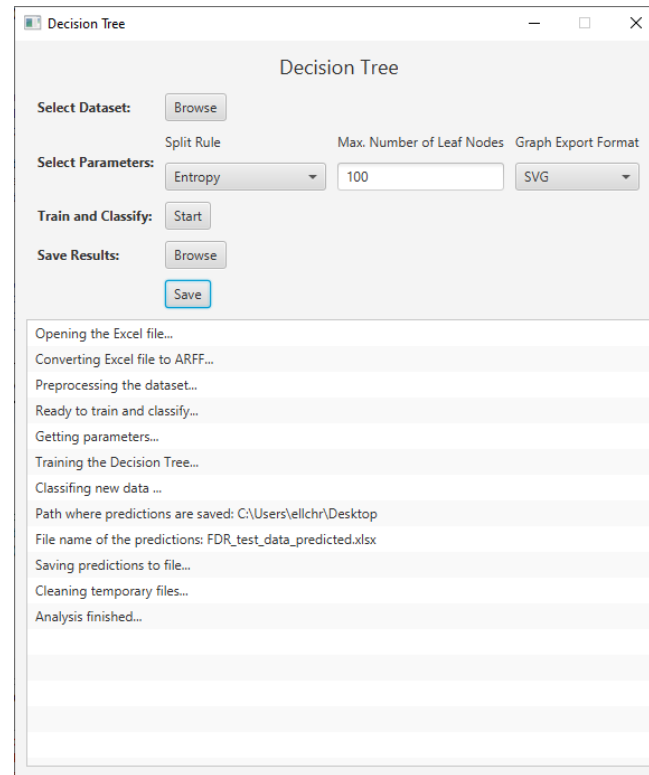 Decision Tree
Decision Tree
Select Dataset: Browse
Split Rule Max. Number of Leaf Nodes Graph Export Format
Select Parameters: Entropy 100 SVG
Train and Classify: Start
Save Results: Browse
Save
Opening the Excel file...
Converting Excel file to ARFF...
Preprocessing the dataset...
Ready to train and classify...
Getting parameters...
Training the Decision Tree...
Classifing new data ...
Path where predictions are saved: C:\Users\ellchr\Desktop
File name of the predictions: FDR_test_data_predicted.xlsx
Saving predictions to file...
Cleaning temporary files...
Analysis finished...